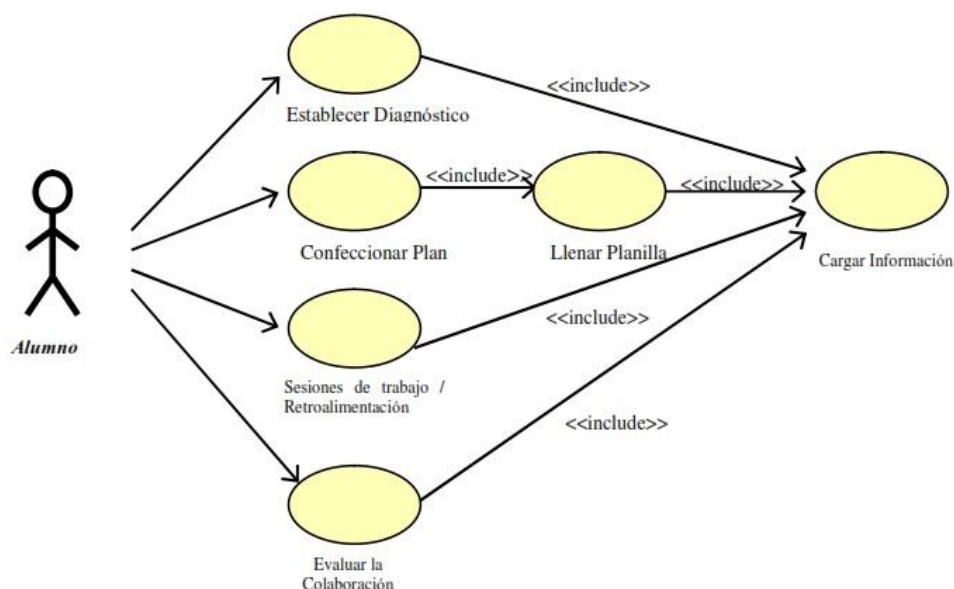 <<include>>
Establecer Diagnóstico
<<include>>
<<include>>
Confeccionar Plan
Llenar Planilla
Cargar Información
<<include>>
Alumno
Sesiones de trabajo /
Retroalimentación
<<include>>
Evaluar la
Colaboración